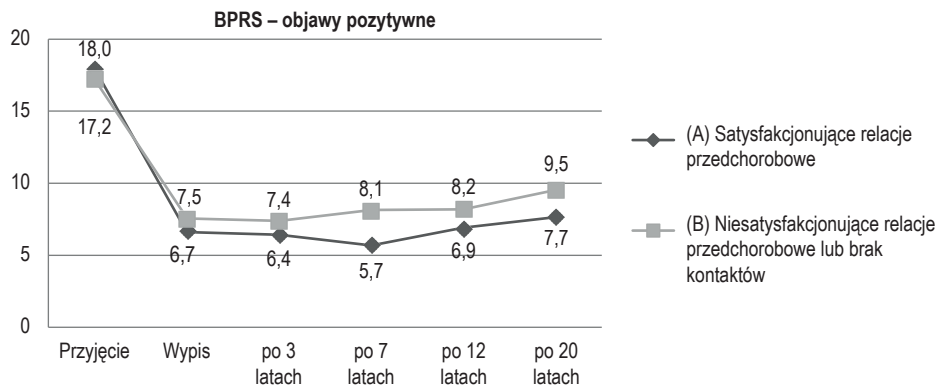 BPRS – objawy pozytywne
20
15
10
5
0
18,0
17,2
7,5
6,7
7,4
6,4
8,1
5,7
8,2
6,9
9,5
7,7
Przyjęcie
Wypis
po 3
latach
po 7
latach
po 12
latach
po 20
latach
(A) Satysfakcjonujące relacje
przedchorobowe
(B) Niesatysfakcjonujące relacje
przedchorobowe lub brak
kontaktów